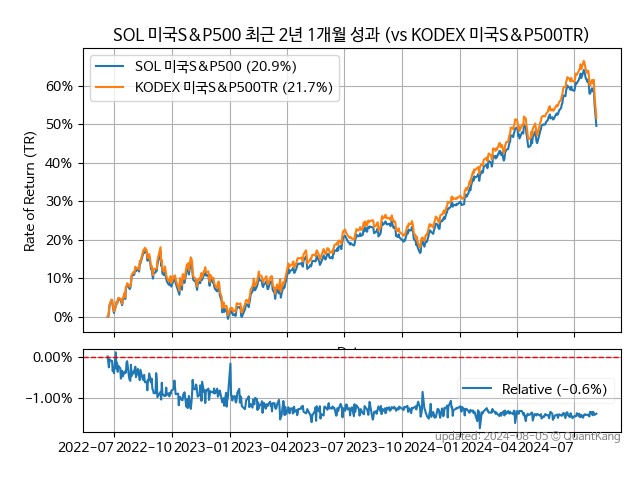 SOL 미국S&P500 최근 2년 1개월 성과 (vs KODEX 미국S&P500TR)
SOL 미국S&P500 (20.9%)
KODEX 미국S&P500TR (21.7%)
Rate of Return (TR)
60%
50%
40%
30%
20%
10%
0%
0.00%
−1.00%
Relative (−0.6%)
updated: 2024-08-05 © QuantKang
2022-07 2022-10 2023-01 2023-04 2023-07 2023-10 2024-01 2024-04 2024-07